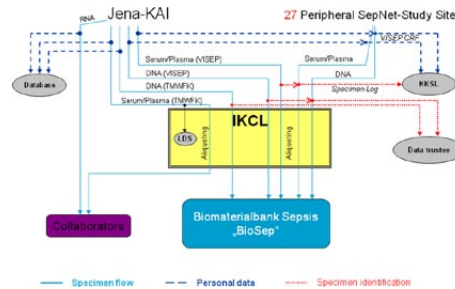 RNA
Jena-KAI
27 Peripheral SepNet-Study Site
VISEP CRF
Serum/Plasma (VISEP)
Serum/Plasma
Database
DNA (VISEP)
DNA
KKSL
DNA (TMWFK)
Specimen-Log
Serum/Plasma (TMWFK)
IKCL
LDS
Aliquoting
Aliquoting
Data trustee
Collaborators
Biomaterialbank Sepsis
„BioSep"
Specimen flow
Personal data
Specimen identification